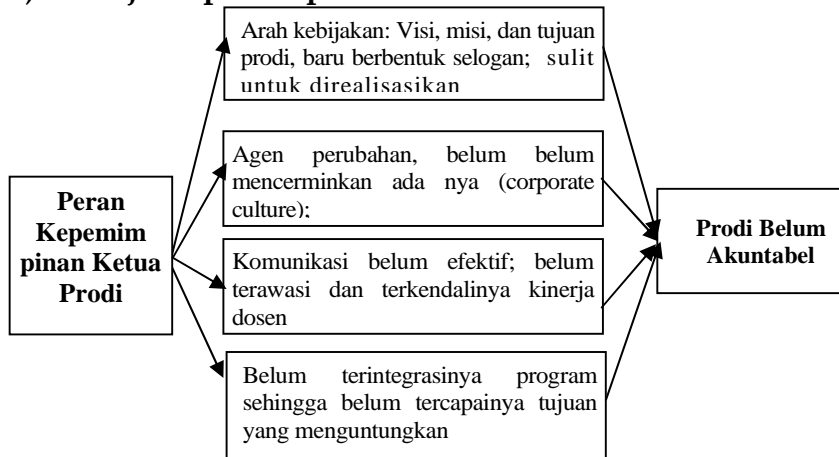 Arah kebijakan: Visi, misi, dan tujuan
prodi, baru berbentuk selogan; sulit
untuk direalisasikan
Agen perubahan, belum belum
mencerminkan ada nya (corporate
culture);
Peran
Kepemim
pinan Ketua
Prodi
Komunikasi belum efektif; belum
terawasi dan terkendalinya kinerja
dosen
Belum terintegrasinya program
sehingga belum tercapainya tujuan
yang menguntungkan
Prodi Belum
Akuntabel